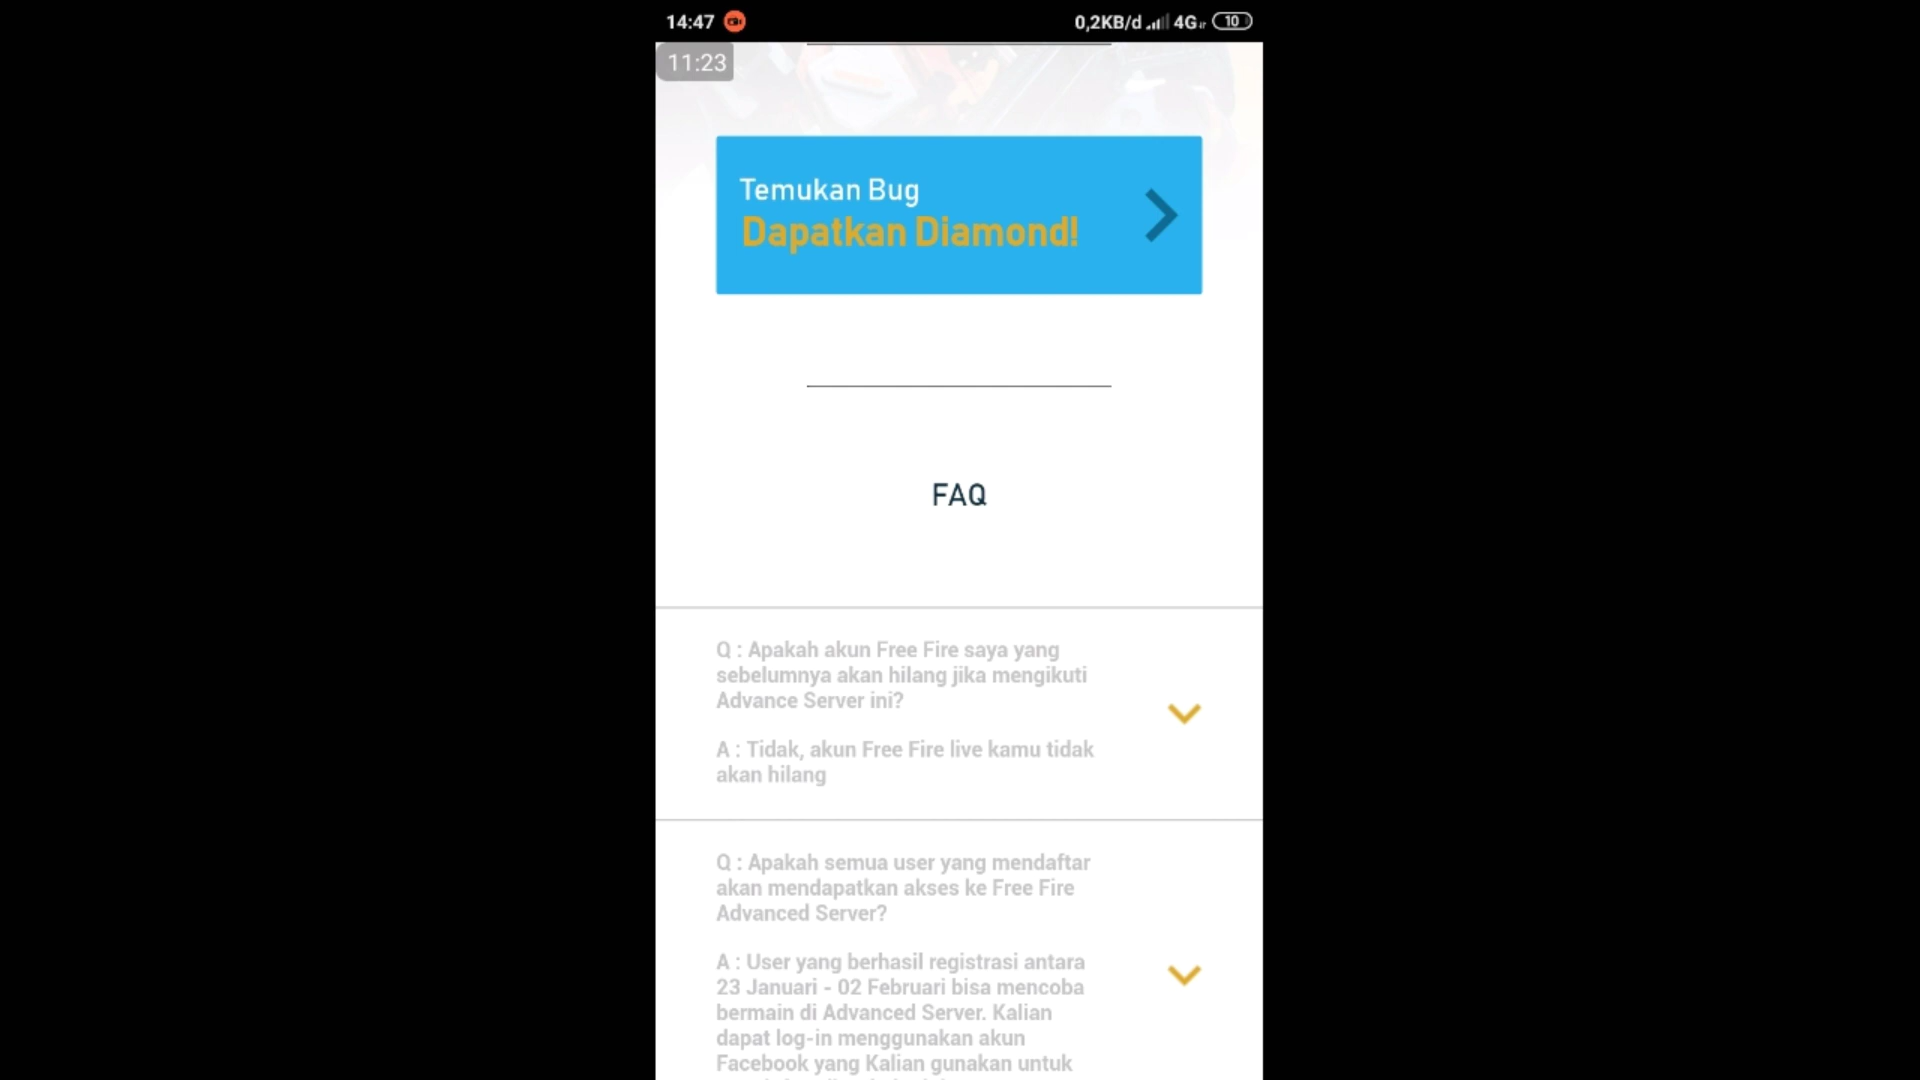 14:47
0,2KB/d 4G 10
11:23
Temukan Bug
Dapatkan Diamond!
FAQ
Q : Apakah akun Free Fire saya yang
sebelumnya akan hilang jika mengikuti
Advance Server ini?
A : Tidak, akun Free Fire live kamu tidak
akan hilang
Q : Apakah semua user yang mendaftar
akan mendapatkan akses ke Free Fire
Advanced Server?
A : User yang berhasil registrasi antara
23 Januari - 02 Februari bisa mencoba
bermain di Advanced Server. Kalian
dapat log-in menggunakan akun
Facebook yang Kalian gunakan untuk